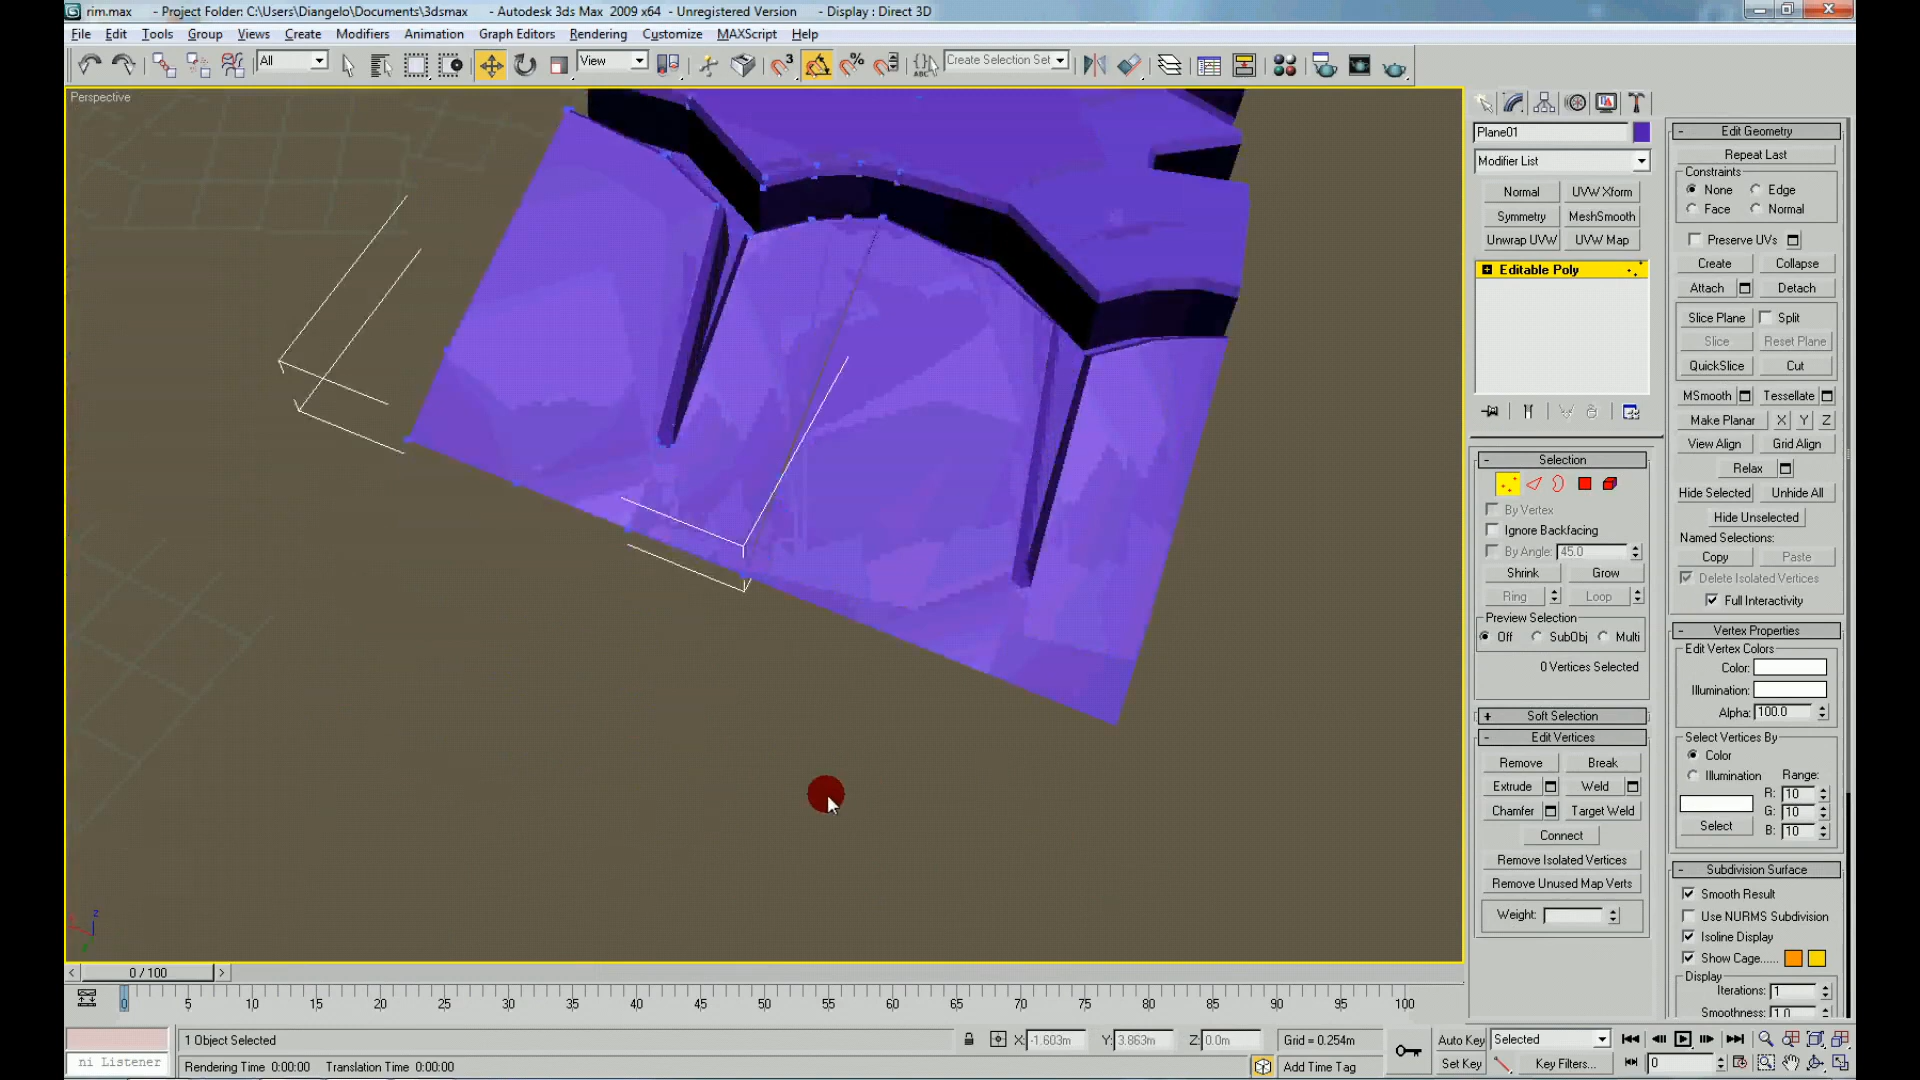 rim.max - Project Folder: C:\Users\Diangelo\Documents\3dsmax - Autodesk 3ds Max 2009 x64 - Unregistered Version - Display : Direct 3D
File Edit Tools Group Views Create Modifiers Animation Graph Editors Rendering Customize MAXScript Help
All View Create Selection Set
Perspective
Plane01
Modifier List
Normal UVW Xform
Symmetry MeshSmooth
Unwrap UVW UVW Map
Editable Poly
- Selection
By Vertex
Ignore Backfacing
By Angle: 45.0
Shrink Grow
Ring Loop
Preview Selection
Off SubObj Multi
0 Vertices Selected
+ Soft Selection
- Edit Vertices
Remove Break
Extrude Weld
Chamfer Target Weld
Connect
Remove Isolated Vertices
Remove Unused Map Verts
Weight:
- Edit Geometry
Repeat Last
Constraints
None Edge
Face Normal
Preserve UVs
Create Collapse
Attach Detach
Slice Plane Split
Slice Reset Plane
QuickSlice Cut
MSmooth Tessellate
Make Planar X Y Z
View Align Grid Align
Relax
Hide Selected Unhide All
Hide Unselected
Named Selections:
Copy Paste
Delete Isolated Vertices
Full Interactivity
- Vertex Properties
Edit Vertex Colors
Color:
Illumination:
Alpha: 100.0
Select Vertices By
Color
Illumination Range:
R: 10
G: 10
Select B: 10
- Subdivision Surface
Smooth Result
Use NURMS Subdivision
Isoline Display
Show Cage......
Display
Iterations: 1
Smoothness: 1.0
z
< 0 / 100 >
0 5 10 15 20 25 30 35 40 45 50 55 60 65 70 75 80 85 90 95 100
1 Object Selected X: -1.603m Y: 3.863m Z: 0.0m Grid = 0.254m Auto Key Selected
ni Listener Rendering Time 0:00:00 Translation Time 0:00:00 Add Time Tag Set Key Key Filters... 0